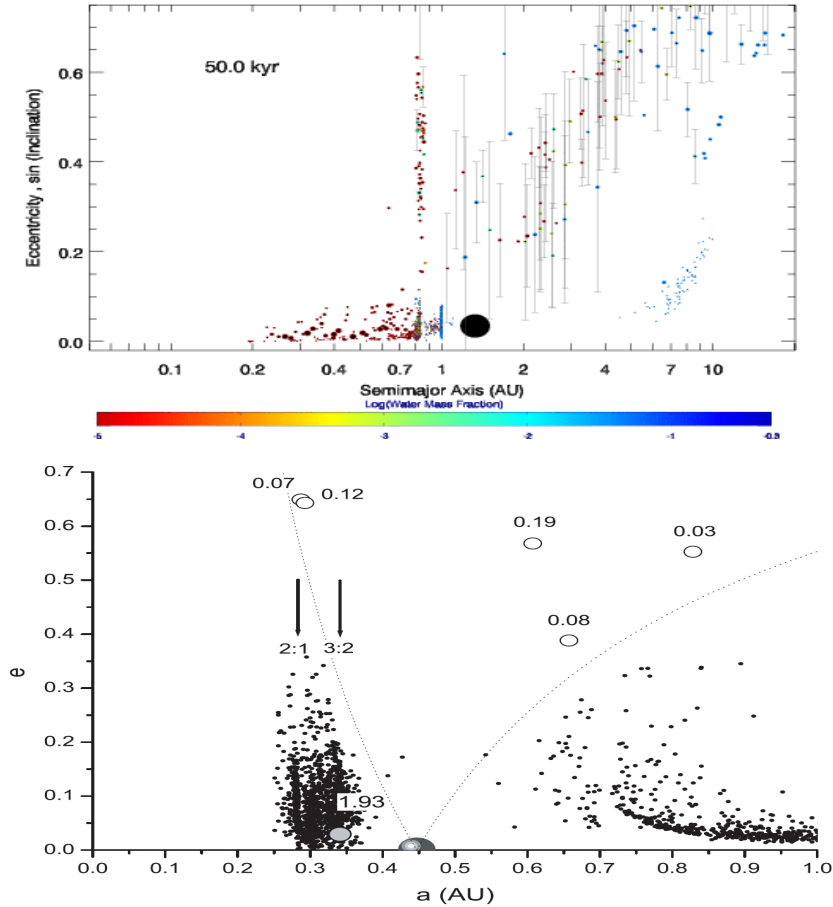 50.0 kyr
Eccentricity , sin (Inclination)
0.6
0.4
0.2
0.0
0.1 0.2 0.4 0.7 1 2 4 7 10
Semimajor Axis (AU)
Log(Water Mass Fraction)
-5 -4 -3 -2 -1 -0.3
0.7
0.6
0.5
0.4
0.3
0.2
0.1
0.0
e
0.07 0.12
0.19 0.03
0.08
2:1 3:2
1.93
0.0 0.1 0.2 0.3 0.4 0.5 0.6 0.7 0.8 0.9 1.0
a (AU)